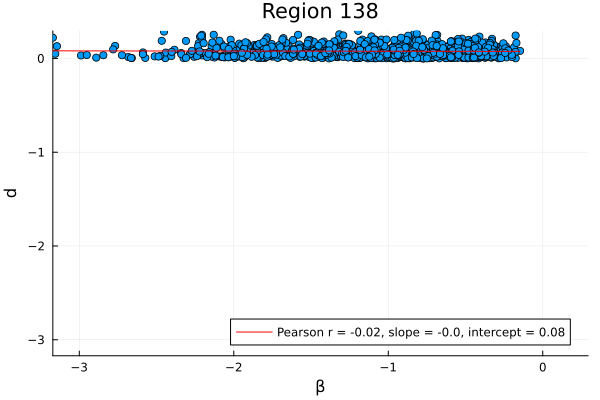 Region 138
0
−1
−2
−3
d
Pearson r = -0.02, slope = -0.0, intercept = 0.08
−3 −2 −1 0
β